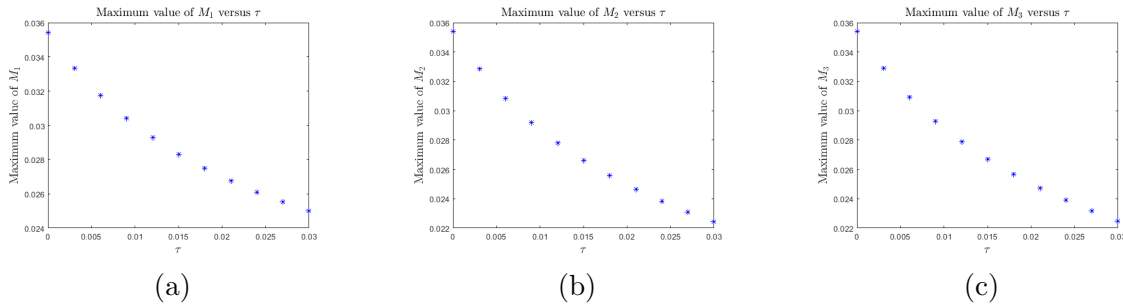 Maximum value of M₁ versus τ
Maximum value of M₁
0.036
0.034
0.032
0.03
0.028
0.026
0.024
0 0.005 0.01 0.015 0.02 0.025 0.03
τ
(a)
Maximum value of M₂ versus τ
Maximum value of M₂
0.036
0.034
0.032
0.03
0.028
0.026
0.024
0.022
0 0.005 0.01 0.015 0.02 0.025 0.03
τ
(b)
Maximum value of M₃ versus τ
Maximum value of M₃
0.036
0.034
0.032
0.03
0.028
0.026
0.024
0.022
0 0.005 0.01 0.015 0.02 0.025 0.03
τ
(c)